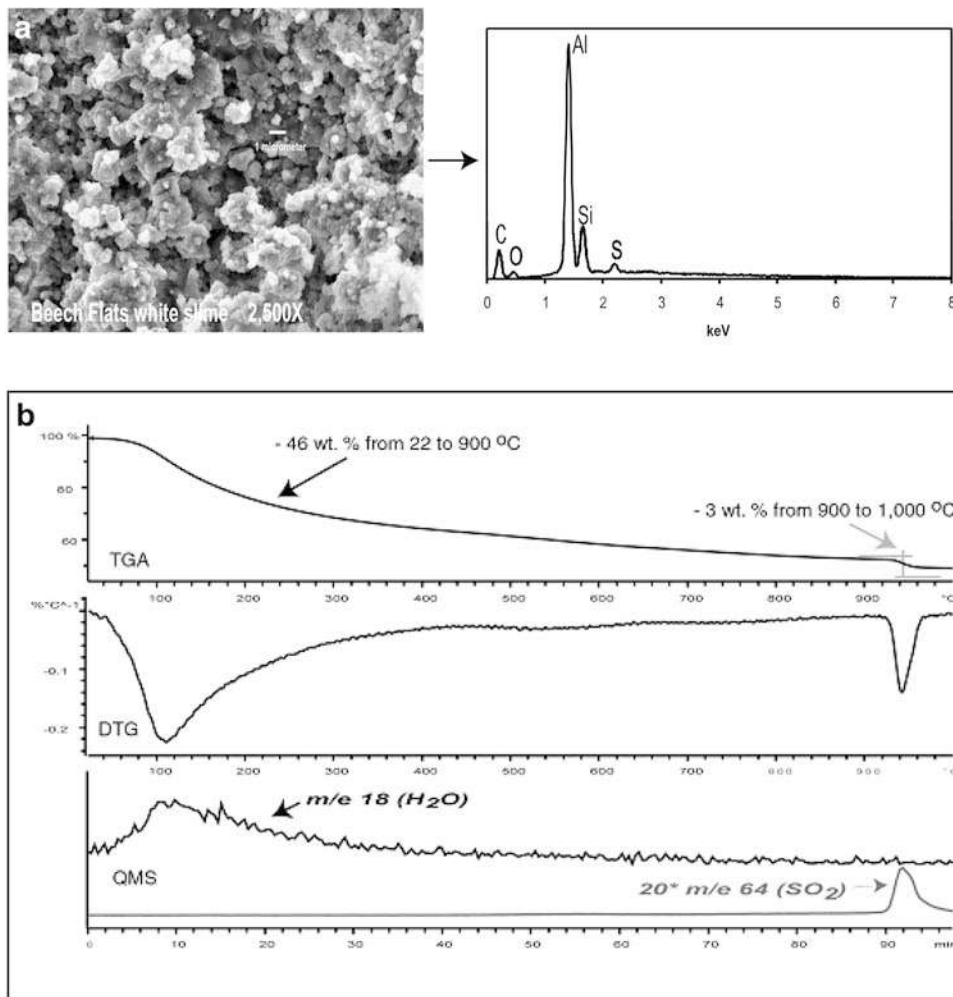 a
1 micrometer
Beech Flats white slime 2,500X
Al
Si
C
O
S
0 1 2 3 4 5 6 7 8
keV
b
100 %
80
60
- 46 wt. % from 22 to 900 °C
- 3 wt. % from 900 to 1,000 °C
TGA
100 200 300 400 500 600 700 800 900 °C
%°C^-1
-0.1
-0.2
DTG
100 200 300 400 500 600 700 800 900
m/e 18 (H2O)
QMS
20* m/e 64 (SO2)
0 10 20 30 40 50 60 70 80 90 min